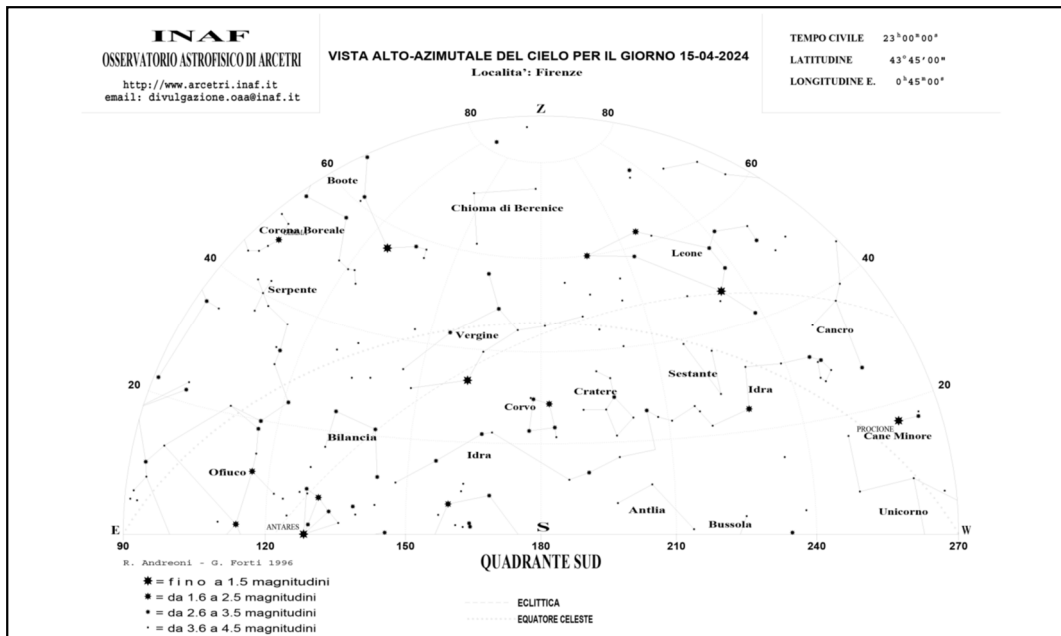 INAF
OSSERVATORIO ASTROFISICO DI ARCETRI
http://www.arcetri.inaf.it
email: divulgazione.oaa@inaf.it
VISTA ALTO-AZIMUTALE DEL CIELO PER IL GIORNO 15-04-2024
Localita': Firenze
TEMPO CIVILE 23ʰ00ᵐ00ˢ
LATITUDINE 43°45'00"
LONGITUDINE E. 0ʰ45ᵐ00ˢ
80 Z 80
60 60
Boote
Chioma di Berenice
Corona Boreale
Leone
40 40
Serpente
Vergine
Cancro
Sestante
20 20
Corvo
Cratere
Idra
PROCIONE
Cane Minore
Bilancia
Idra
Ofiuco
Antlia
Bussola
Unicorno
ANTARES
E S W
90 120 150 180 210 240 270
R. Andreoni - G. Forti 1996
QUADRANTE SUD
= fino a 1.5 magnitudini
= da 1.6 a 2.5 magnitudini
= da 2.6 a 3.5 magnitudini
= da 3.6 a 4.5 magnitudini
ECLITTICA
EQUATORE CELESTE